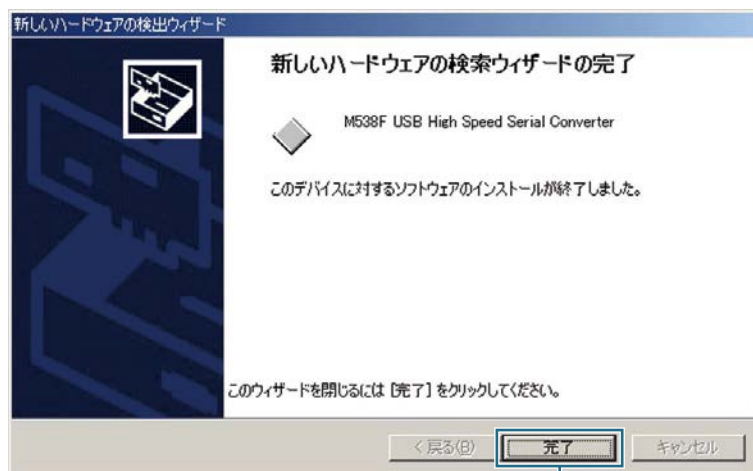 新しいハードウェアの検出ウィザード
新しいハードウェアの検索ウィザードの完了
M538F USB High Speed Serial Converter
このデバイスに対するソフトウェアのインストールが終了しました。
このウィザードを閉じるには [完了] をクリックしてください。
< 戻る(B)
完了
キャンセル